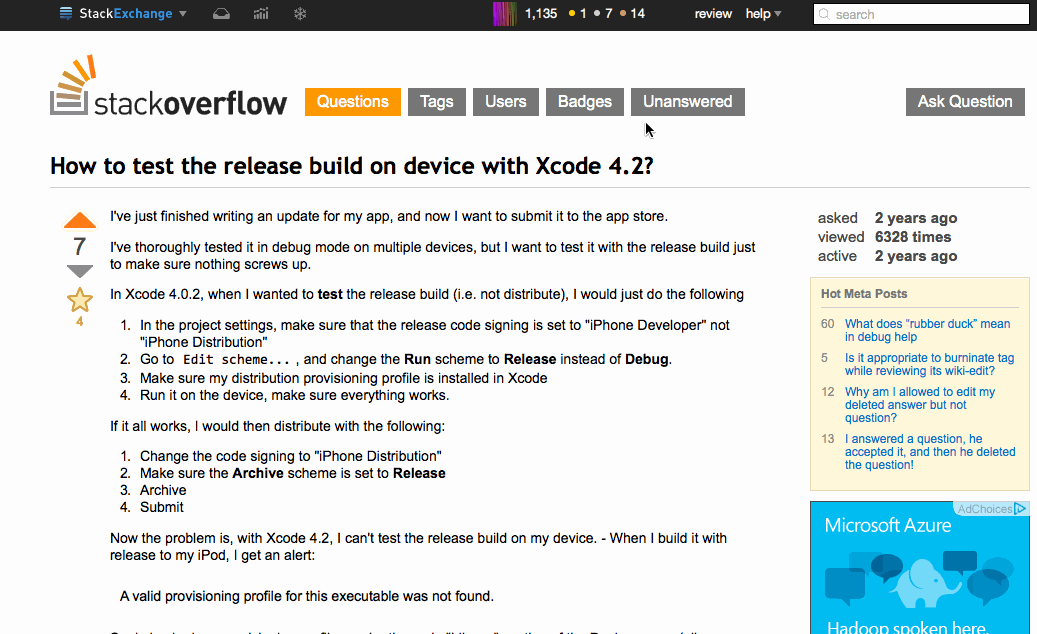 StackExchange
1,135 1 7 14
review help
search
stackoverflow
Questions Tags Users Badges Unanswered
Ask Question
How to test the release build on device with Xcode 4.2?
7
4
I've just finished writing an update for my app, and now I want to submit it to the app store.
I've thoroughly tested it in debug mode on multiple devices, but I want to test it with the release build just
to make sure nothing screws up.
In Xcode 4.0.2, when I wanted to test the release build (i.e. not distribute), I would just do the following
1. In the project settings, make sure that the release code signing is set to "iPhone Developer" not
"iPhone Distribution"
2. Go to Edit scheme... , and change the Run scheme to Release instead of Debug.
3. Make sure my distribution provisioning profile is installed in Xcode
4. Run it on the device, make sure everything works.
If it all works, I would then distribute with the following:
1. Change the code signing to "iPhone Distribution"
2. Make sure the Archive scheme is set to Release
3. Archive
4. Submit
Now the problem is, with Xcode 4.2, I can't test the release build on my device. - When I build it with
release to my iPod, I get an alert:
A valid provisioning profile for this executable was not found.
asked 2 years ago
viewed 6328 times
active 2 years ago
Hot Meta Posts
60 What does “rubber duck” mean
in debug help
5 Is it appropriate to burninate tag
while reviewing its wiki-edit?
12 Why am I allowed to edit my
deleted answer but not
question?
13 I answered a question, he
accepted it, and then he deleted
the question!
AdChoices
Microsoft Azure
Hadoop spoken here.